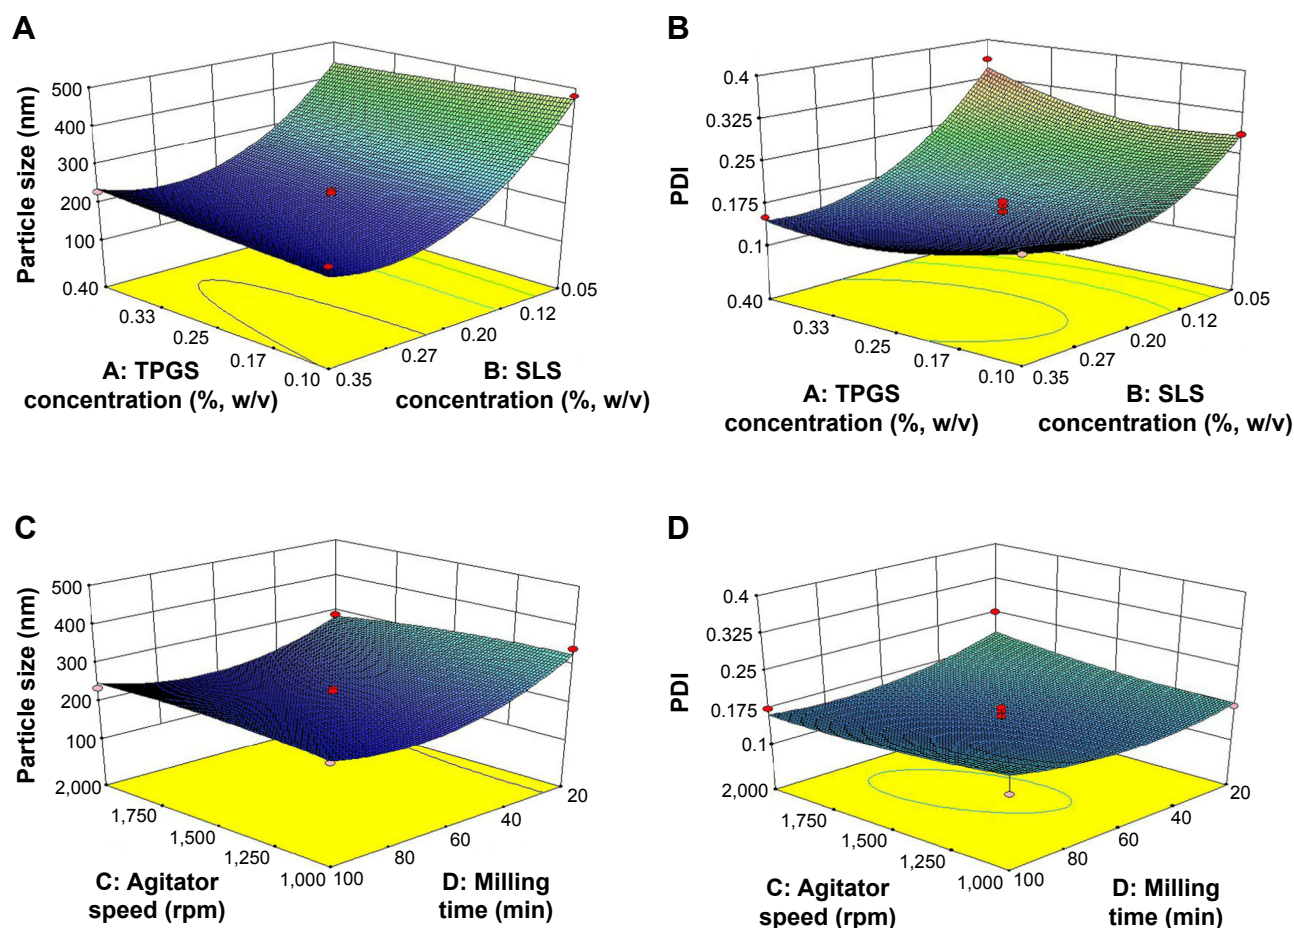 A
500
400
300
200
100
Particle size (nm)
0.40
0.33
0.25
0.17
0.10
0.35
0.27
0.20
0.12
0.05
A: TPGS
concentration (%, w/v)
B: SLS
concentration (%, w/v)
B
0.4
0.325
0.25
0.175
0.1
PDI
0.40
0.33
0.25
0.17
0.10
0.35
0.27
0.20
0.12
0.05
A: TPGS
concentration (%, w/v)
B: SLS
concentration (%, w/v)
C
500
400
300
200
100
Particle size (nm)
2,000
1,750
1,500
1,250
1,000
100
80
60
40
20
C: Agitator
speed (rpm)
D: Milling
time (min)
D
0.4
0.325
0.25
0.175
0.1
PDI
2,000
1,750
1,500
1,250
1,000
100
80
60
40
20
C: Agitator
speed (rpm)
D: Milling
time (min)